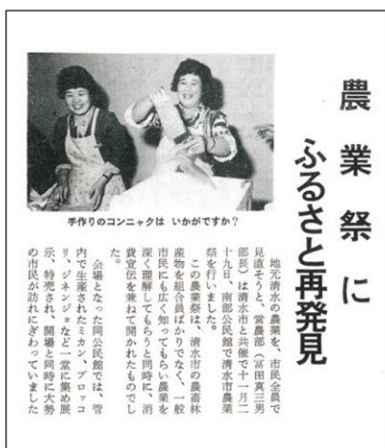 農業祭に
ふるさと再発見
手作りのコンニャクは いかがですか?
地元清水の農業を、市民全員で
見直そうと、営農部（冨田真三男
部長）は清水市と共催で十一月二
十九日、南部公民館で清水市農業
祭を行いました。
この農業祭は、清水市の農畜林
産物を組合員ばかりでなく、一般
市民にも広く知ってもらい農業を
深く理解してもらうと同時に、消
費宣伝を兼ねて開かれたものでし
た。
会場となった同公民館では、管
内で生産されたミカン、ブロッコ
リ、ジネンジョなど一堂に集め展
示、特売され、開場と同時に大勢
の市民が訪れにぎわっていました